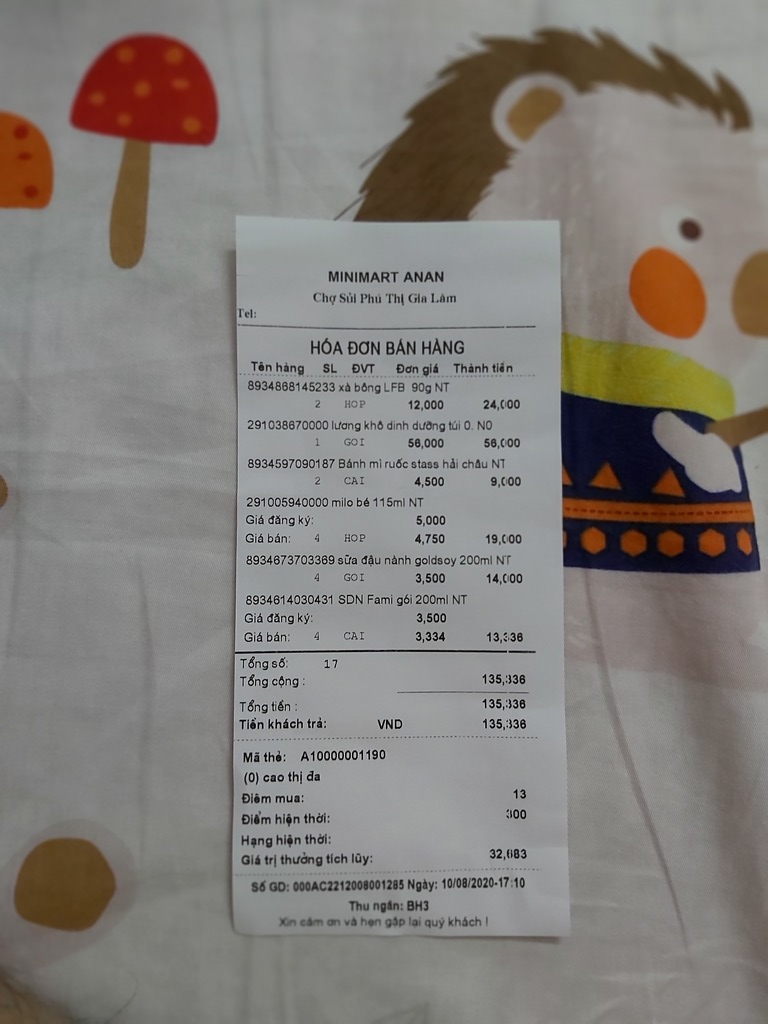 MINIMART ANAN
Chợ Sủi Phú Thị Gia Lâm
Tel:
HÓA ĐƠN BÁN HÀNG
Tên hàng SL ĐVT Đơn giá Thành tiền
8934868145233 xà bông LFB 90g NT
2 HOP 12,000 24,000
291038670000 lương khô dinh dưỡng túi 0. N0
1 GOI 56,000 56,000
8934597090187 Bánh mì ruốc stass hải châu NT
2 CAI 4,500 9,000
291005940000 milo bé 115ml NT
Giá đăng ký: 5,000
Giá bán: 4 HOP 4,750 19,000
8934673703369 sữa đậu nành goldsoy 200ml NT
4 GOI 3,500 14,000
8934614030431 SDN Fami gói 200ml NT
Giá đăng ký: 3,500
Giá bán: 4 CAI 3,334 13,336
Tổng số: 17
Tổng cộng : 135,336
Tổng tiền : 135,336
Tiền khách trả: VND 135,336
Mã thẻ: A10000001190
(0) cao thị đa
Điểm mua: 13
Điểm hiện thời: 300
Hạng hiện thời:
Giá trị thưởng tích lũy: 32,683
Số GD: 000AC2212008001285 Ngày: 10/08/2020-17:10
Thu ngân: BH3
Xin cảm ơn và hẹn gặp lại quý khách !